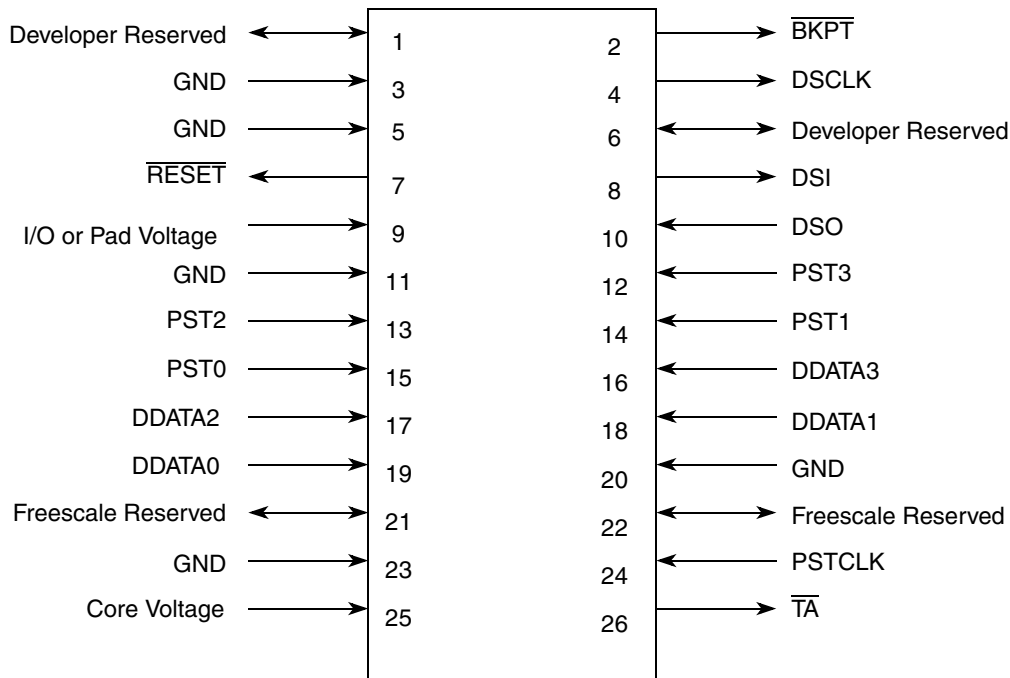 Developer Reserved 1 2 BKPT
GND 3 4 DSCLK
GND 5 6 Developer Reserved
RESET 7 8 DSI
I/O or Pad Voltage 9 10 DSO
GND 11 12 PST3
PST2 13 14 PST1
PST0 15 16 DDATA3
DDATA2 17 18 DDATA1
DDATA0 19 20 GND
Freescale Reserved 21 22 Freescale Reserved
GND 23 24 PSTCLK
Core Voltage 25 26 TA